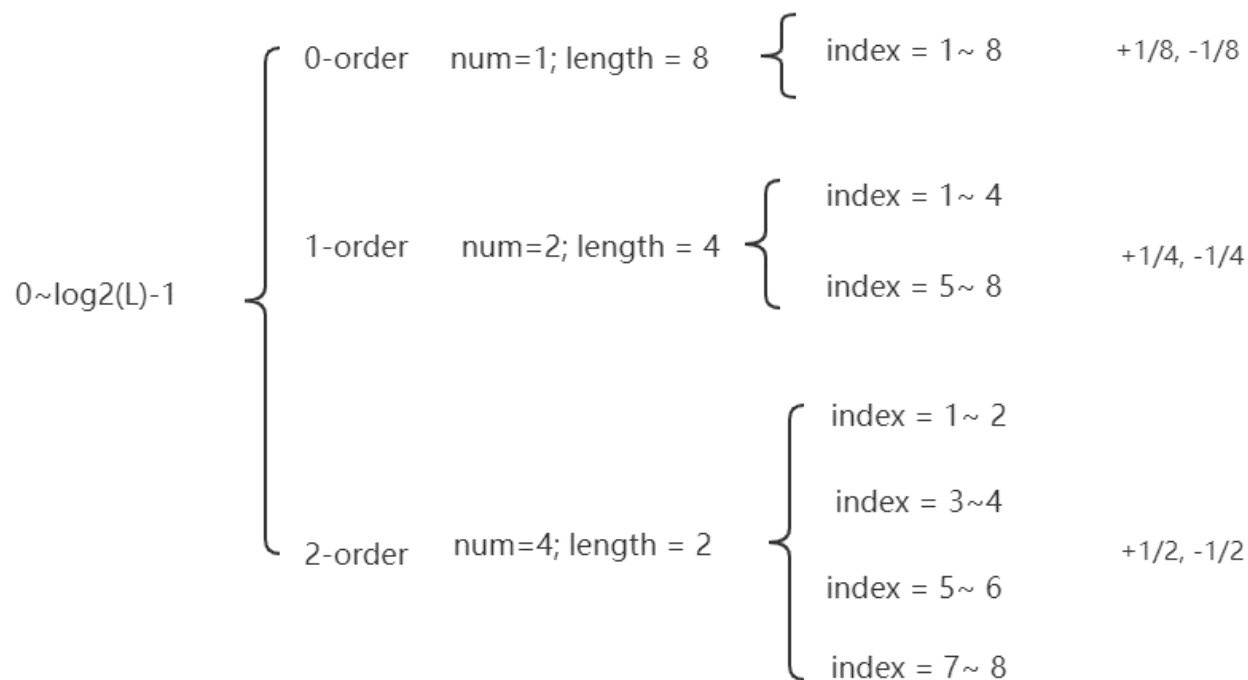 0-order num=1; length = 8 index = 1~ 8 +1/8, -1/8
index = 1~ 4
1-order num=2; length = 4 +1/4, -1/4
index = 5~ 8
0~log2(L)-1
index = 1~ 2
index = 3~4
2-order num=4; length = 2 +1/2, -1/2
index = 5~ 6
index = 7~ 8